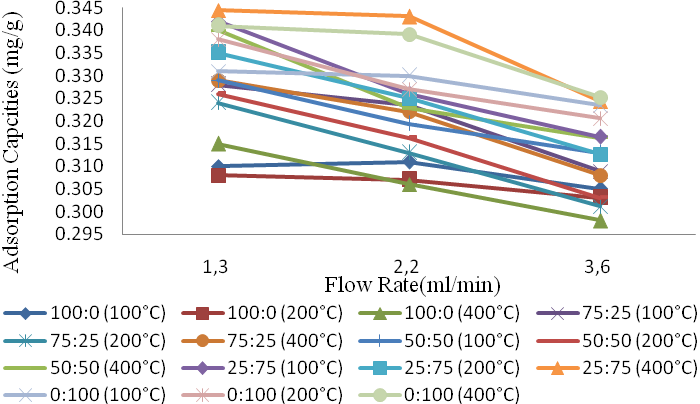 Adsorption Capcities (mg/g)
0.345
0.340
0.335
0.330
0.325
0.320
0.315
0.310
0.305
0.300
0.295
1,3 2,2 3,6
Flow Rate(ml/min)
100:0 (100°C) 100:0 (200°C) 100:0 (400°C) 75:25 (100°C)
75:25 (200°C) 75:25 (400°C) 50:50 (100°C) 50:50 (200°C)
50:50 (400°C) 25:75 (100°C) 25:75 (200°C) 25:75 (400°C)
0:100 (100°C) 0:100 (200°C) 0:100 (400°C)